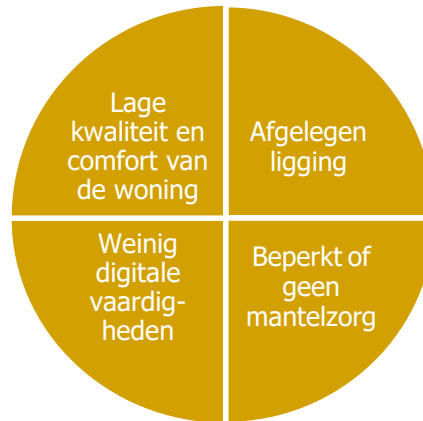 Lage
kwaliteit en
comfort van
de woning
Afgelegen
ligging
Weinig
digitale
vaardig-
heden
Beperkt of
geen
mantelzorg